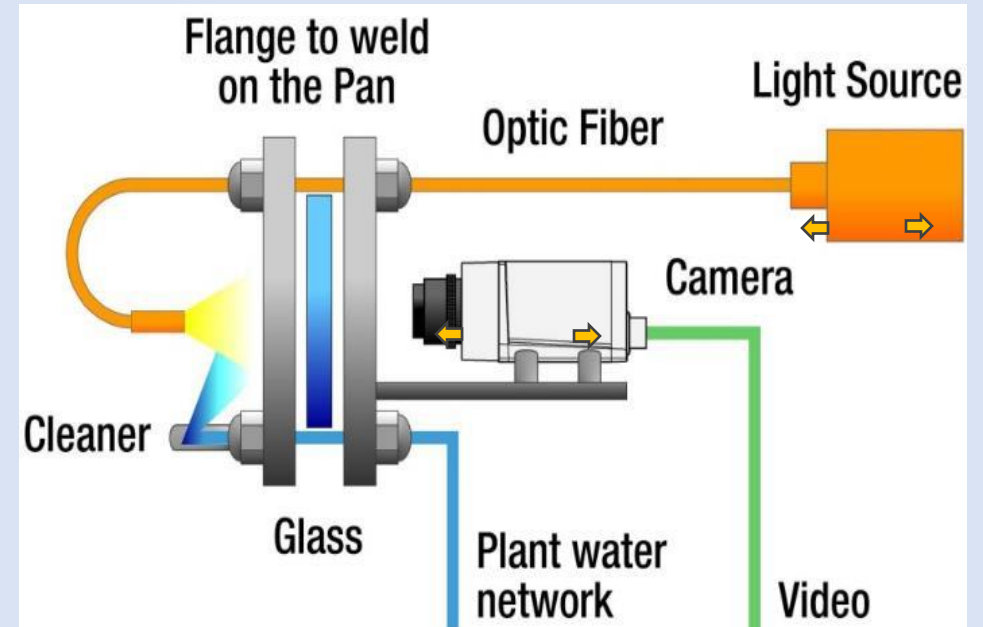 Flange to weld
on the Pan
Light Source
Optic Fiber
Camera
Cleaner
Glass
Plant water
network
Video